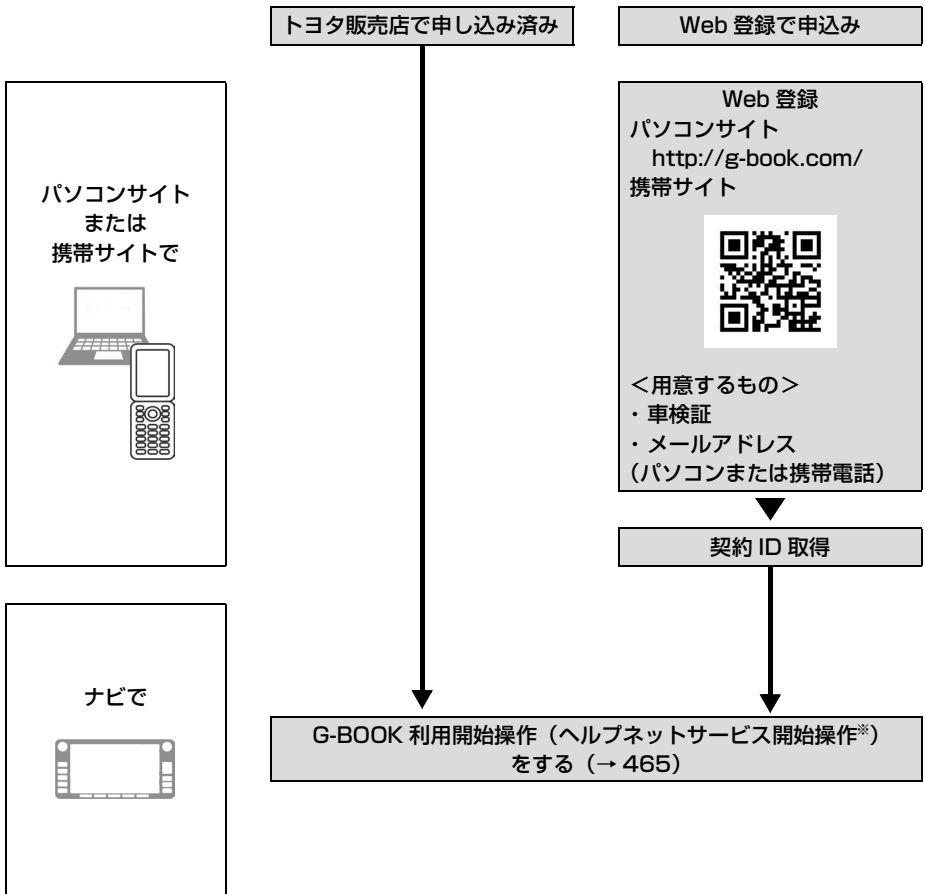 トヨタ販売店で申し込み済み
Web 登録で申込み
パソコンサイト
または
携帯サイトで
Web 登録
パソコンサイト
http://g-book.com/
携帯サイト
＜用意するもの＞
・車検証
・メールアドレス
（パソコンまたは携帯電話）
契約 ID 取得
ナビで
G-BOOK 利用開始操作（ヘルプネットサービス開始操作※）
をする（→ 465）